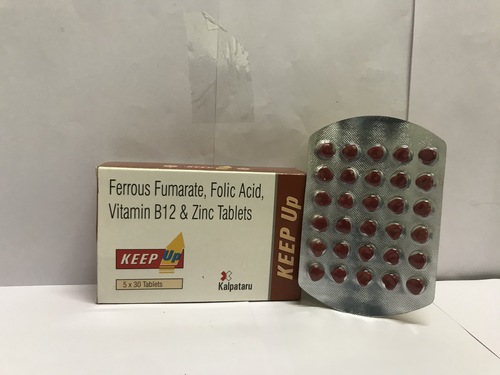 Ferrous Fumarate, Folic Acid,
Vitamin B12 & Zinc Tablets
KEEP Up
5 x 30 Tablets
Kalpataru
KEEP Up